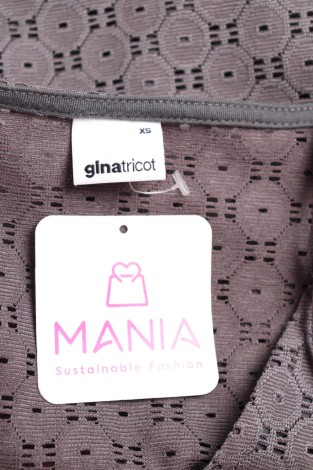 XS
ginatricot
MANIA
Sustainable Fashion